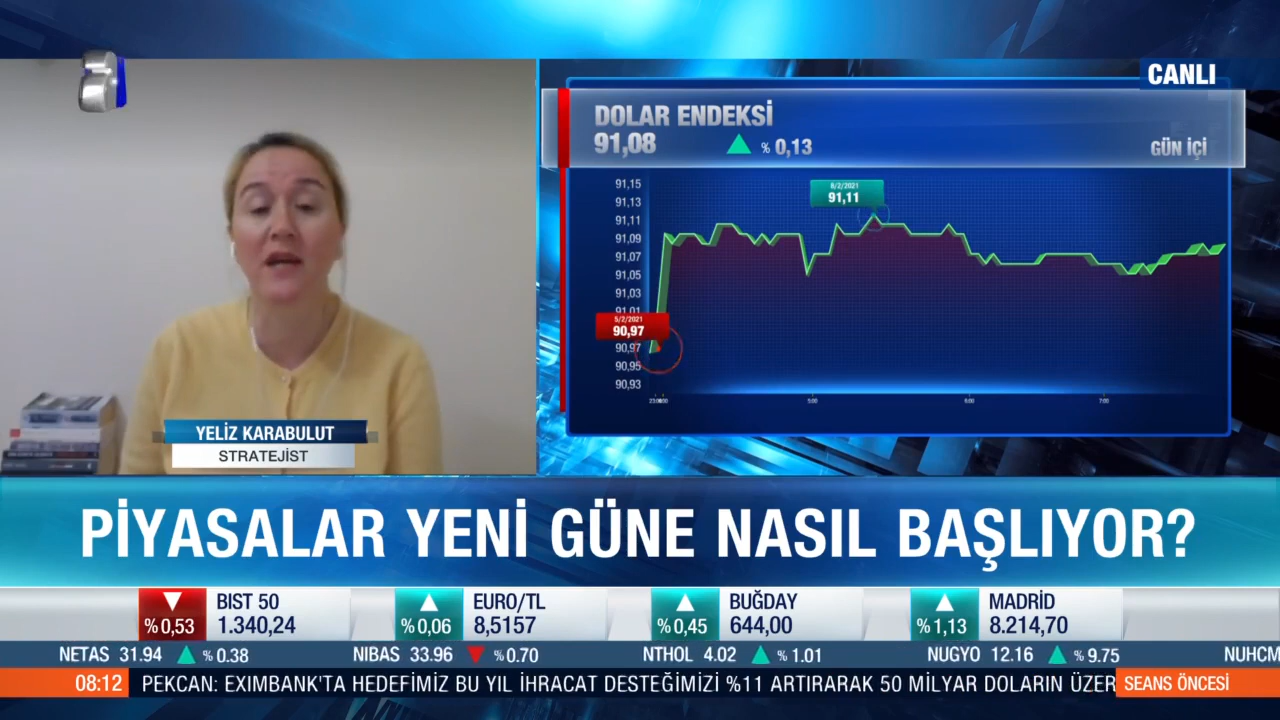 CANLI
DOLAR ENDEKSİ
91,08 % 0,13
GÜN İÇİ
91,15
91,13
91,11
91,09
91,07
91,05
91,03
91,01
90,97
90,95
90,93
8/2/2021
91,11
5/2/2021
90,97
5:00 6:00 7:00
YELİZ KARABULUT
STRATEJİST
PİYASALAR YENİ GÜNE NASIL BAŞLIYOR?
%0,53 BIST 50 1.340,24
%0,06 EURO/TL 8,5157
%0,45 BUĞDAY 644,00
%1,13 MADRİD 8.214,70
NETAS 31.94 %0.38 NIBAS 33.96 %0.70 NTHOL 4.02 %1.01 NUGYO 12.16 %9.75 NUHCM
08:12 PEKCAN: EXIMBANK'TA HEDEFİMİZ BU YIL İHRACAT DESTEĞİMİZİ %11 ARTIRARAK 50 MİLYAR DOLARIN ÜZER SEANS ÖNCESİ